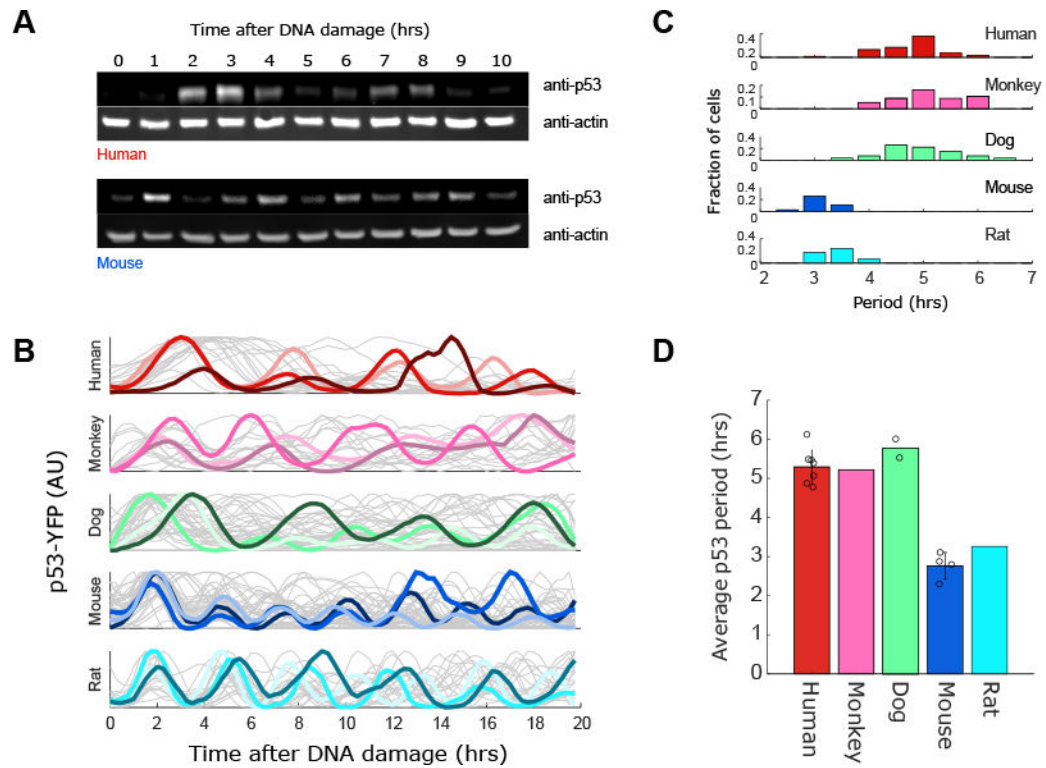 A
Time after DNA damage (hrs)
0 1 2 3 4 5 6 7 8 9 10
anti-p53
anti-actin
Human
anti-p53
anti-actin
Mouse
B
p53-YFP (AU)
Human
Monkey
Dog
Mouse
Rat
0 2 4 6 8 10 12 14 16 18 20
Time after DNA damage (hrs)
C
Fraction of cells
0.4
0.2
0
Human
0.2
0.1
0
Monkey
0.4
0.2
0
Dog
0.4
0.2
0
Mouse
0.4
0.2
0
Rat
2 3 4 5 6 7
Period (hrs)
D
Average p53 period (hrs)
7
6
5
4
3
2
1
0
Human
Monkey
Dog
Mouse
Rat